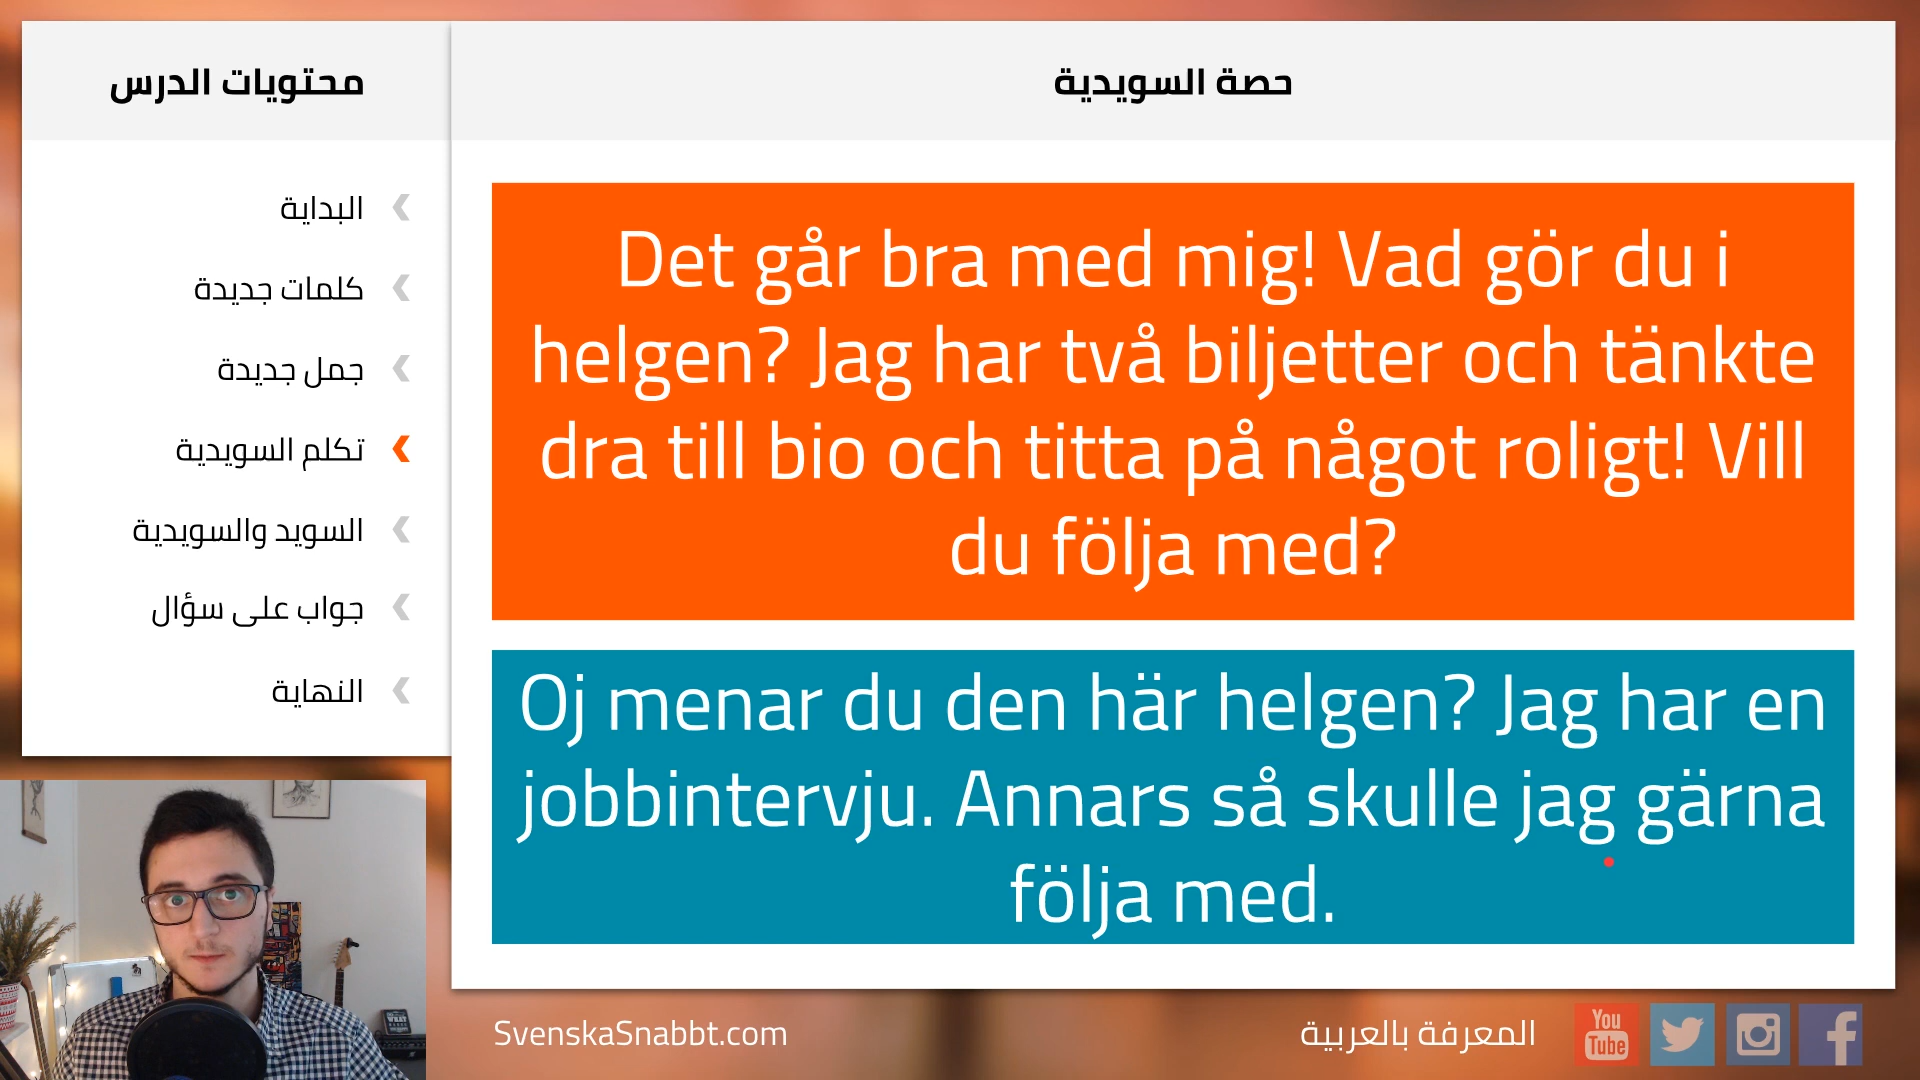 محتويات الدرس
البداية
كلمات جديدة
جمل جديدة
تكلم السويدية
السويد والسويدية
جواب على سؤال
النهاية
حصة السويدية
Det går bra med mig! Vad gör du i
helgen? Jag har två biljetter och tänkte
dra till bio och titta på något roligt! Vill
du följa med?
Oj menar du den här helgen? Jag har en
jobbintervju. Annars så skulle jag gärna
följa med.
SvenskaSnabbt.com
المعرفة بالعربية
You
Tube